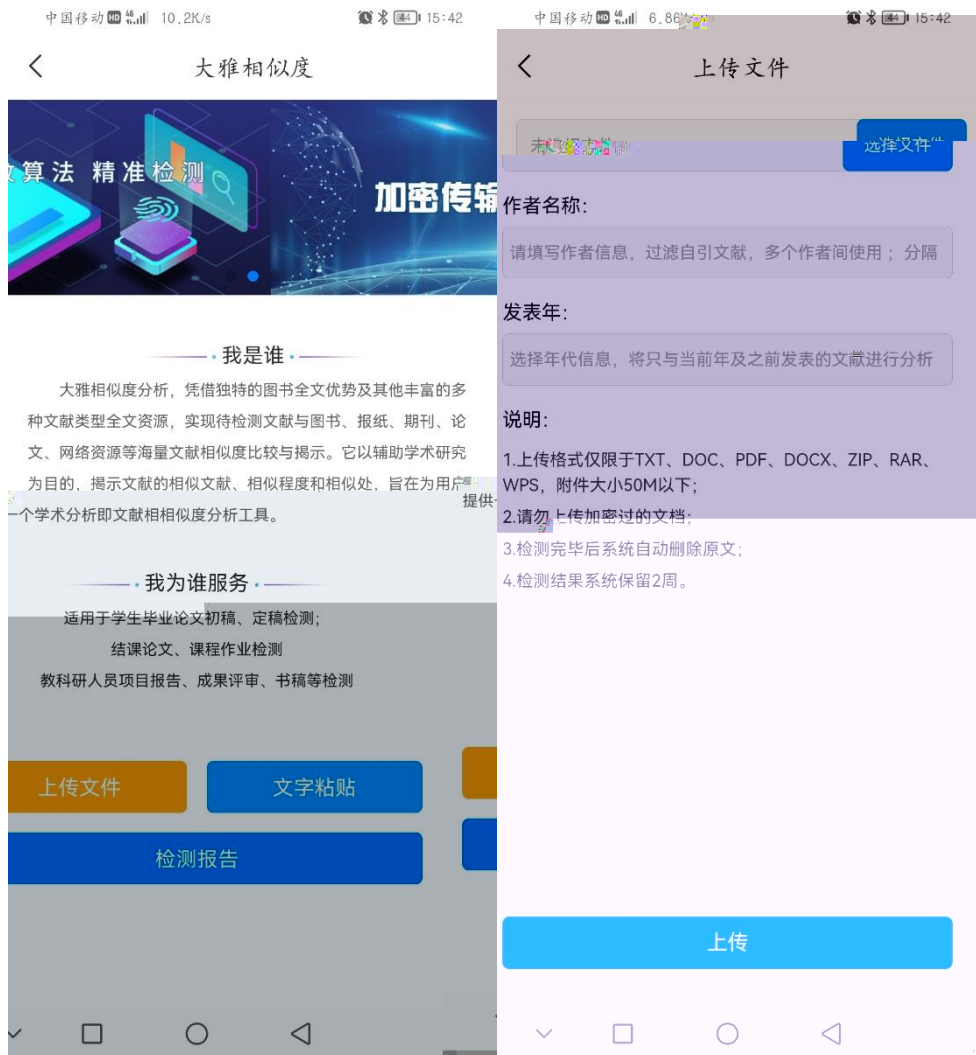 中国移动 HD 46 10.2K/s 44 15:42
大雅相似度
算法 精准检测
加密传输
我是谁
大雅相似度分析，凭借独特的图书全文优势及其他丰富的多
种文献类型全文资源，实现待检测文献与图书、报纸、期刊、论
文、网络资源等海量文献相似度比较与揭示。它以辅助学术研究
为目的，揭示文献的相似文献、相似程度和相似处，旨在为用户
提供
一个学术分析即文献相相似度分析工具。
我为谁服务
适用于学生毕业论文初稿、定稿检测；
结课论文、课程作业检测
教科研人员项目报告、成果评审、书稿等检测
上传文件
文字粘贴
检测报告
中国移动 HD 46 6.86 44 15:42
上传文件
未选择文件
选择文件
作者名称：
请填写作者信息，过滤自引文献，多个作者间使用；分隔
发表年：
选择年代信息，将只与当前年及之前发表的文献进行分析
说明：
1.上传格式仅限于TXT、DOC、PDF、DOCX、ZIP、RAR、
WPS，附件大小50M以下；
2.请勿上传加密过的文档；
3.检测完毕后系统自动删除原文；
4.检测结果系统保留2周。
上传